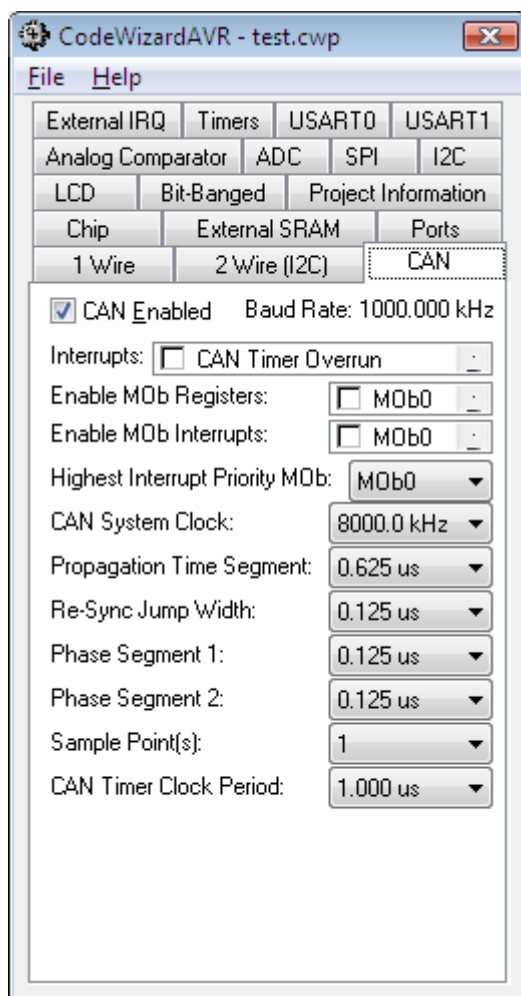 CodeWizardAVR - test.cwp
File Help
External IRQ Timers USART0 USART1
Analog Comparator ADC SPI I2C
LCD Bit-Banged Project Information
Chip External SRAM Ports
1 Wire 2 Wire (I2C) CAN
CAN Enabled Baud Rate: 1000.000 kHz
Interrupts: CAN Timer Overrun
Enable MOb Registers: MOb0
Enable MOb Interrupts: MOb0
Highest Interrupt Priority MOb: MOb0
CAN System Clock: 8000.0 kHz
Propagation Time Segment: 0.625 us
Re-Sync Jump Width: 0.125 us
Phase Segment 1: 0.125 us
Phase Segment 2: 0.125 us
Sample Point(s): 1
CAN Timer Clock Period: 1.000 us